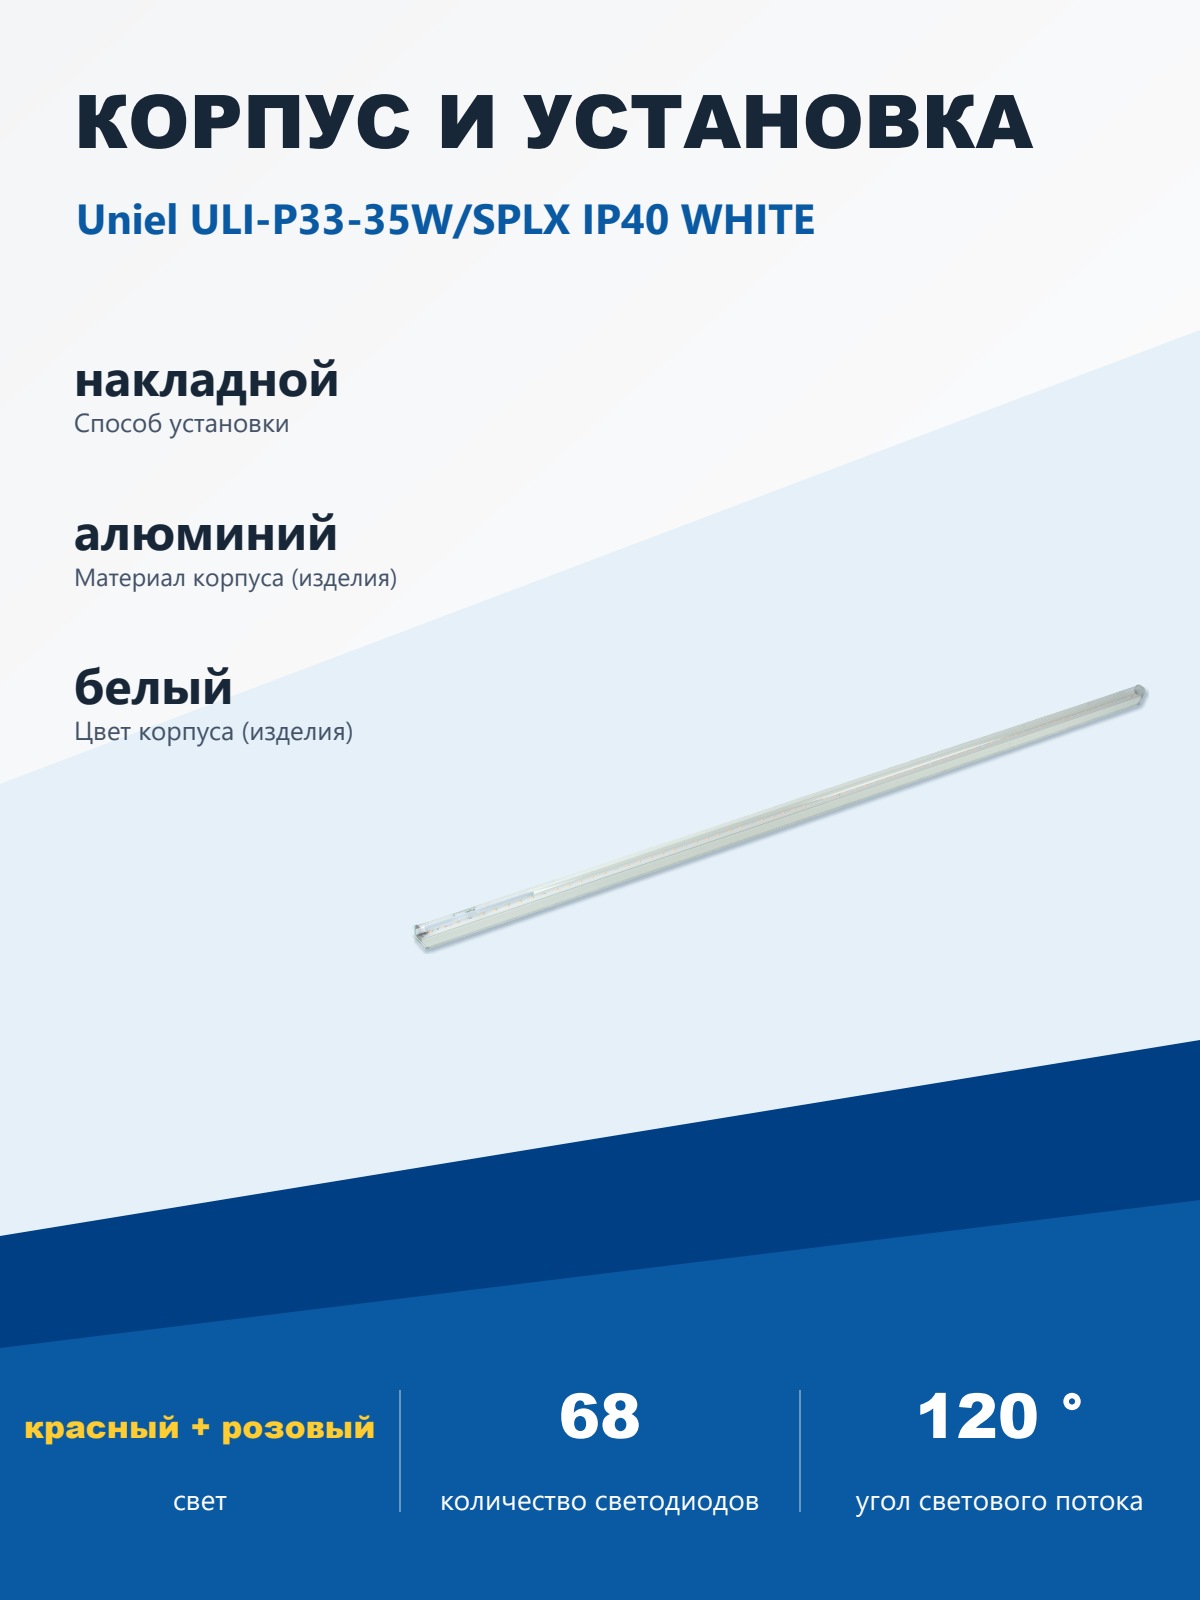 КОРПУС И УСТАНОВКА
Uniel ULI-P33-35W/SPLX IP40 WHITE
накладной
Способ установки
алюминий
Материал корпуса (изделия)
белый
Цвет корпуса (изделия)
красный + розовый
свет
68
количество светодиодов
120 °
угол светового потока